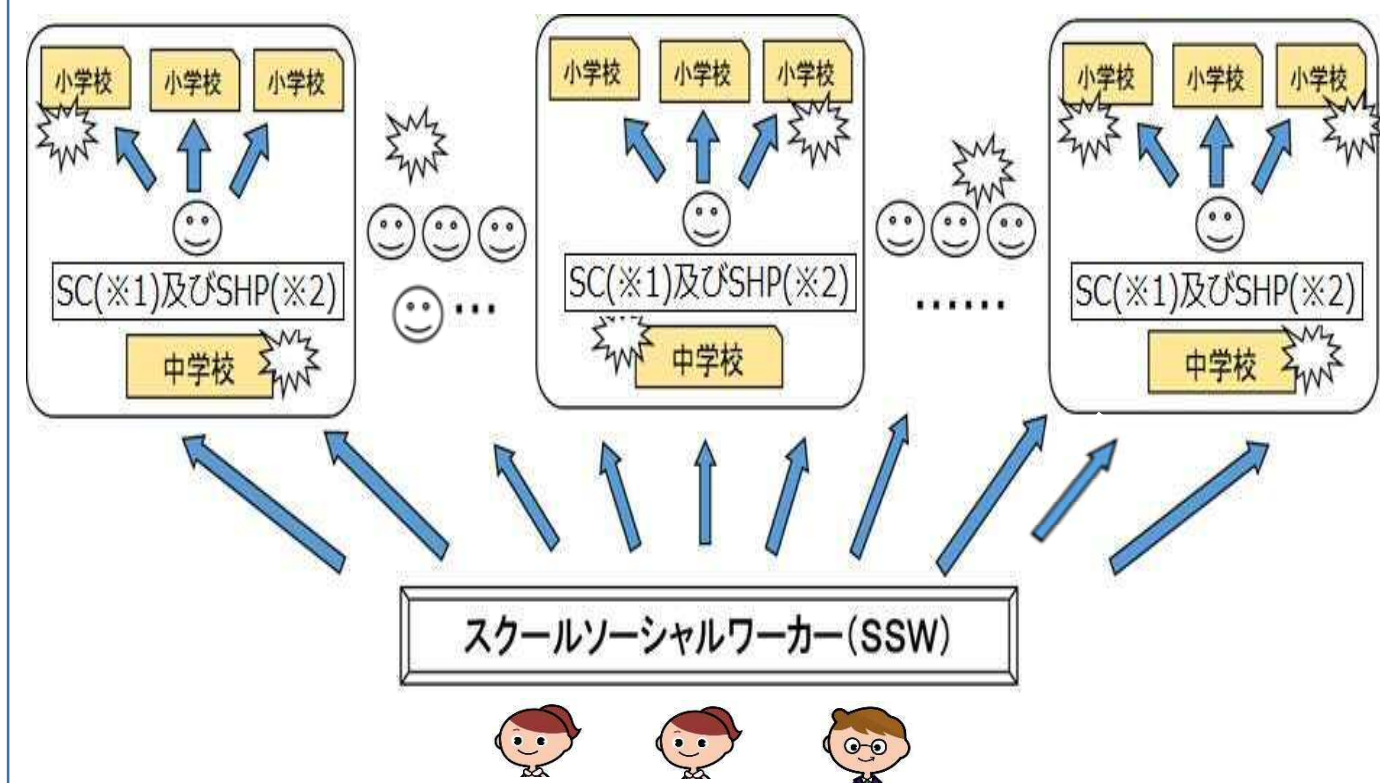 小学校 小学校 小学校
SC(※1)及びSHP(※2)
中学校
…
小学校 小学校 小学校
SC(※1)及びSHP(※2)
中学校
……
小学校 小学校 小学校
SC(※1)及びSHP(※2)
中学校
スクールソーシャルワーカー(SSW)